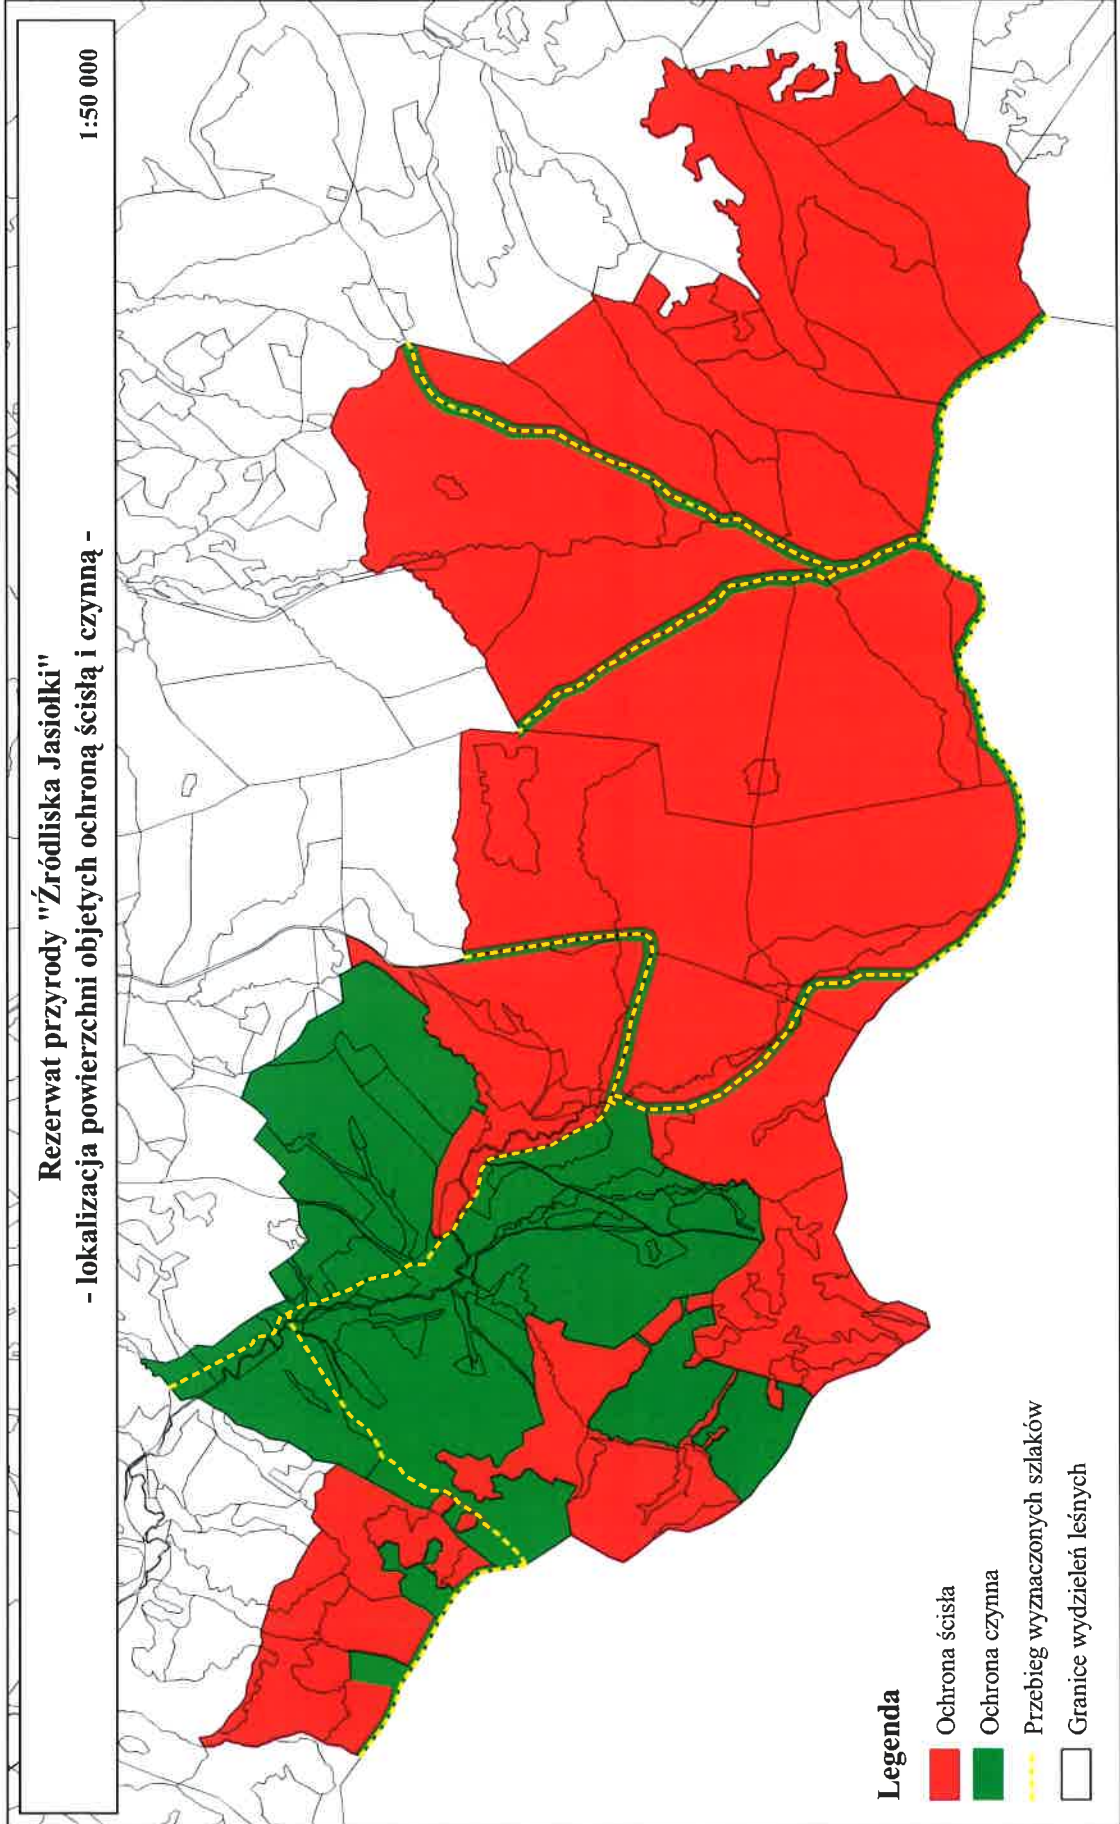 Rezerwat przyrody "Źródliska Jasiołki"
- lokalizacja powierzchni objętych ochroną ścisłą i czynną -
1:50 000
Legenda
Ochrona ścisła
Ochrona czynna
Przebieg wyznaczonych szlaków
Granice wydzieleń leśnych